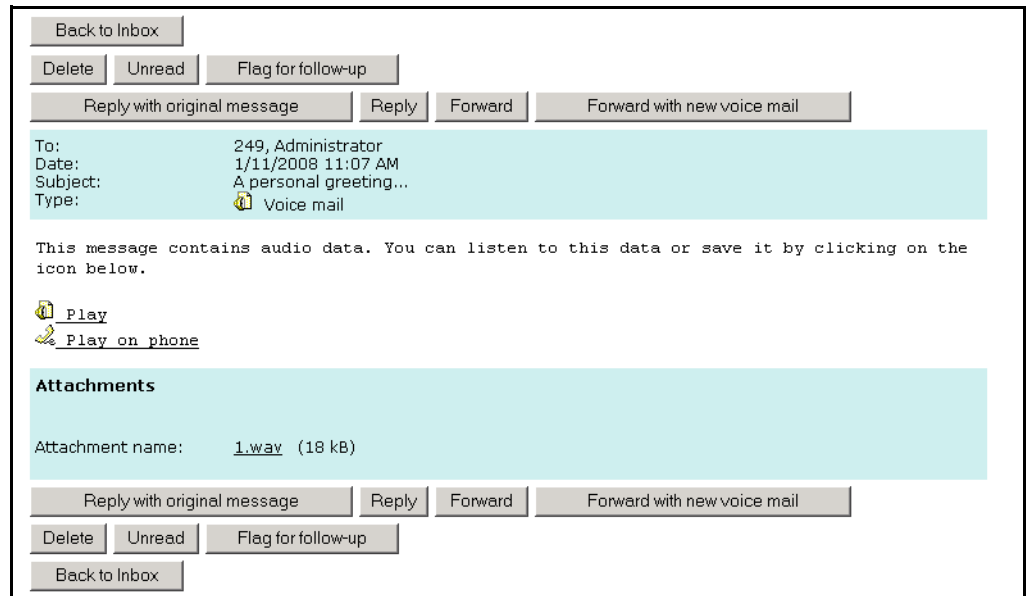 Back to Inbox
Delete Unread Flag for follow-up
Reply with original message Reply Forward Forward with new voice mail
To: 249, Administrator
Date: 1/11/2008 11:07 AM
Subject: A personal greeting...
Type: Voice mail
This message contains audio data. You can listen to this data or save it by clicking on the
icon below.
Play
Play on phone
Attachments
Attachment name: 1.wav (18 kB)
Reply with original message Reply Forward Forward with new voice mail
Delete Unread Flag for follow-up
Back to Inbox